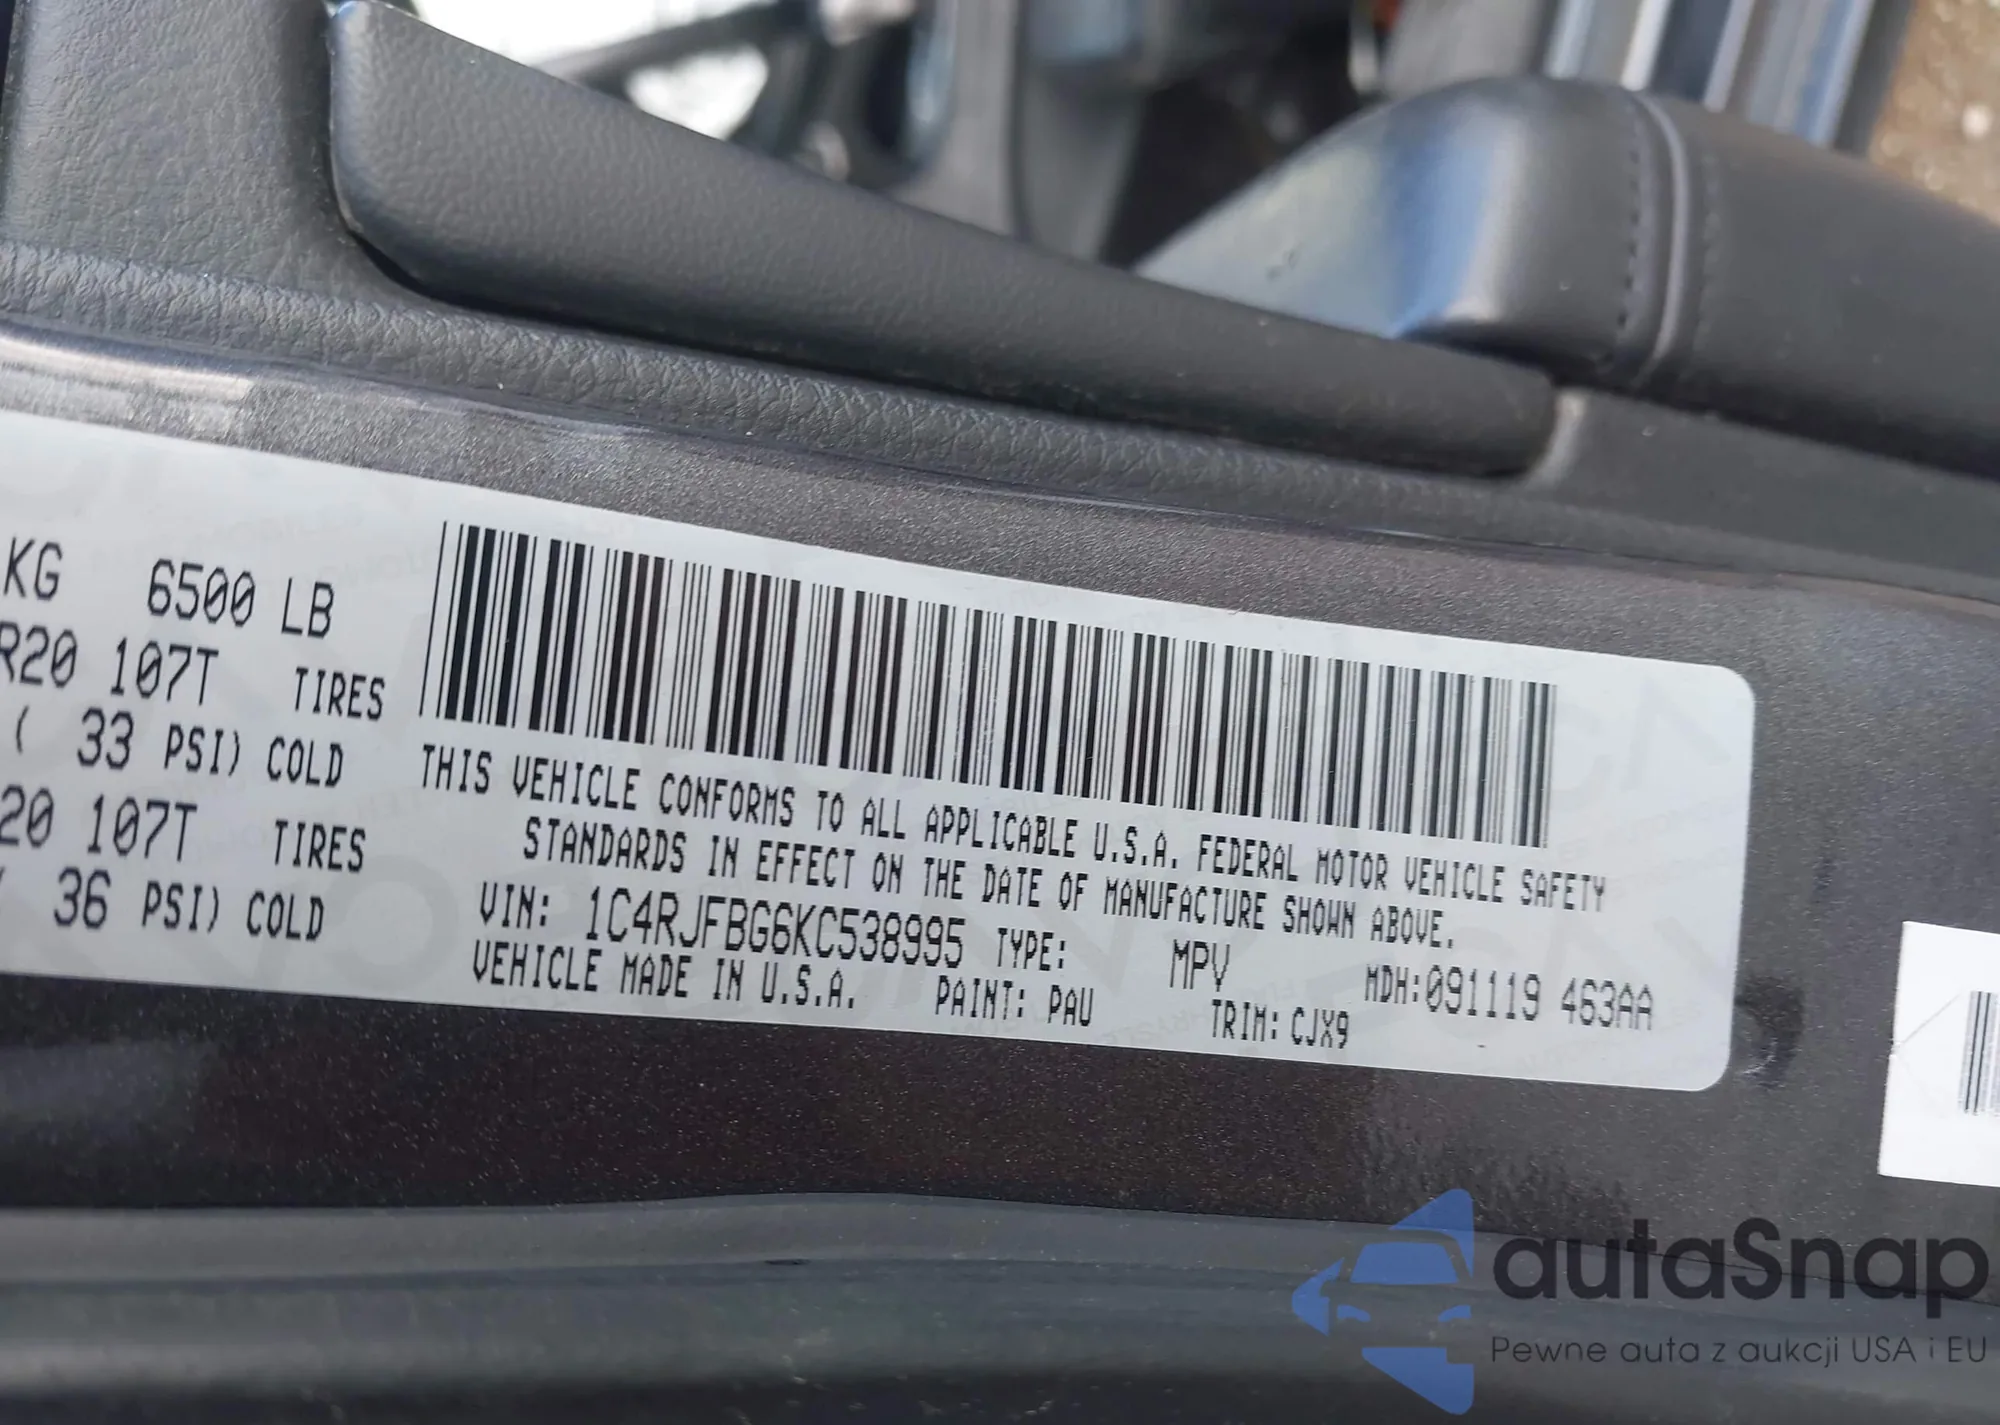 KG 6500 LB
R20 107T TIRES
( 33 PSI) COLD
20 107T TIRES
36 PSI) COLD
THIS VEHICLE CONFORMS TO ALL APPLICABLE U.S.A. FEDERAL MOTOR VEHICLE SAFETY
STANDARDS IN EFFECT ON THE DATE OF MANUFACTURE SHOWN ABOVE.
VIN: 1C4RJFBG6KC538995 TYPE: MPV MDH:091119 463AA
VEHICLE MADE IN U.S.A. PAINT: PAU TRIM: CJX9
autaSnap
Pewne auta z aukcji USA i EU